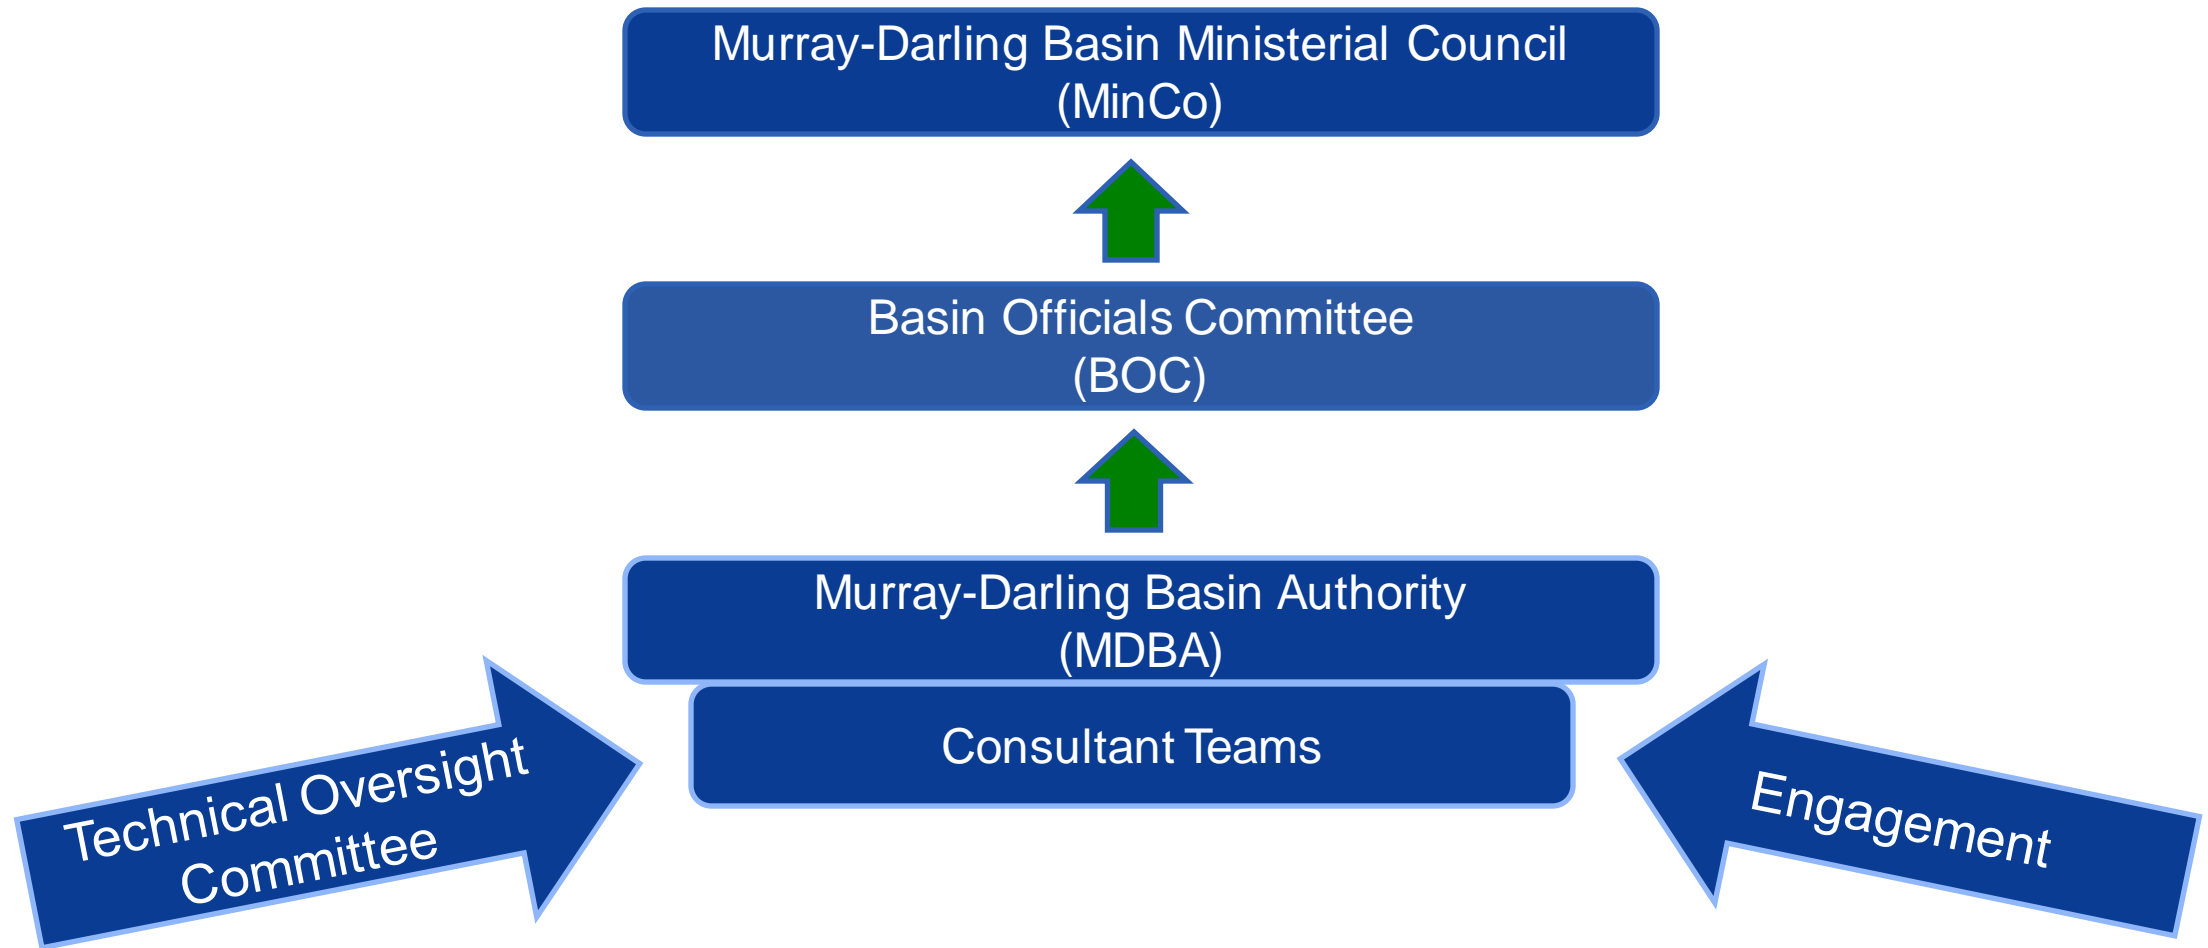 Murray-Darling Basin Ministerial Council
(MinCo)
Basin Officials Committee
(BOC)
Murray-Darling Basin Authority
(MDBA)
Consultant Teams
Technical Oversight
Committee
Engagement